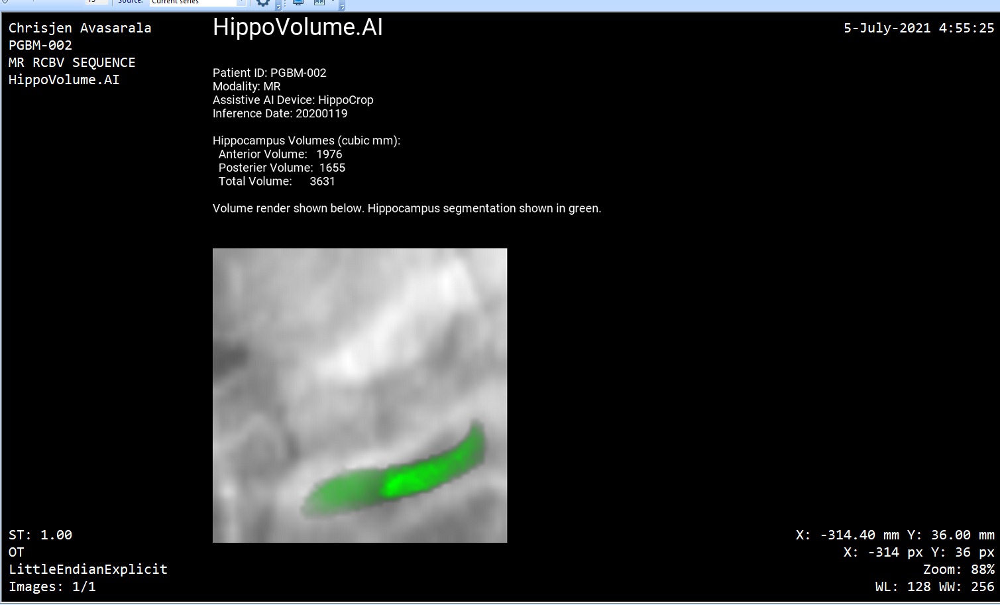 Source: Current series
Chrisjen Avasarala
PGBM-002
MR RCBV SEQUENCE
HippoVolume.AI
HippoVolume.AI
5-July-2021 4:55:25
Patient ID: PGBM-002
Modality: MR
Assistive AI Device: HippoCrop
Inference Date: 20200119
Hippocampus Volumes (cubic mm):
Anterior Volume: 1976
Posterier Volume: 1655
Total Volume: 3631
Volume render shown below. Hippocampus segmentation shown in green.
ST: 1.00
OT
LittleEndianExplicit
Images: 1/1
X: -314.40 mm Y: 36.00 mm
X: -314 px Y: 36 px
Zoom: 88%
WL: 128 WW: 256